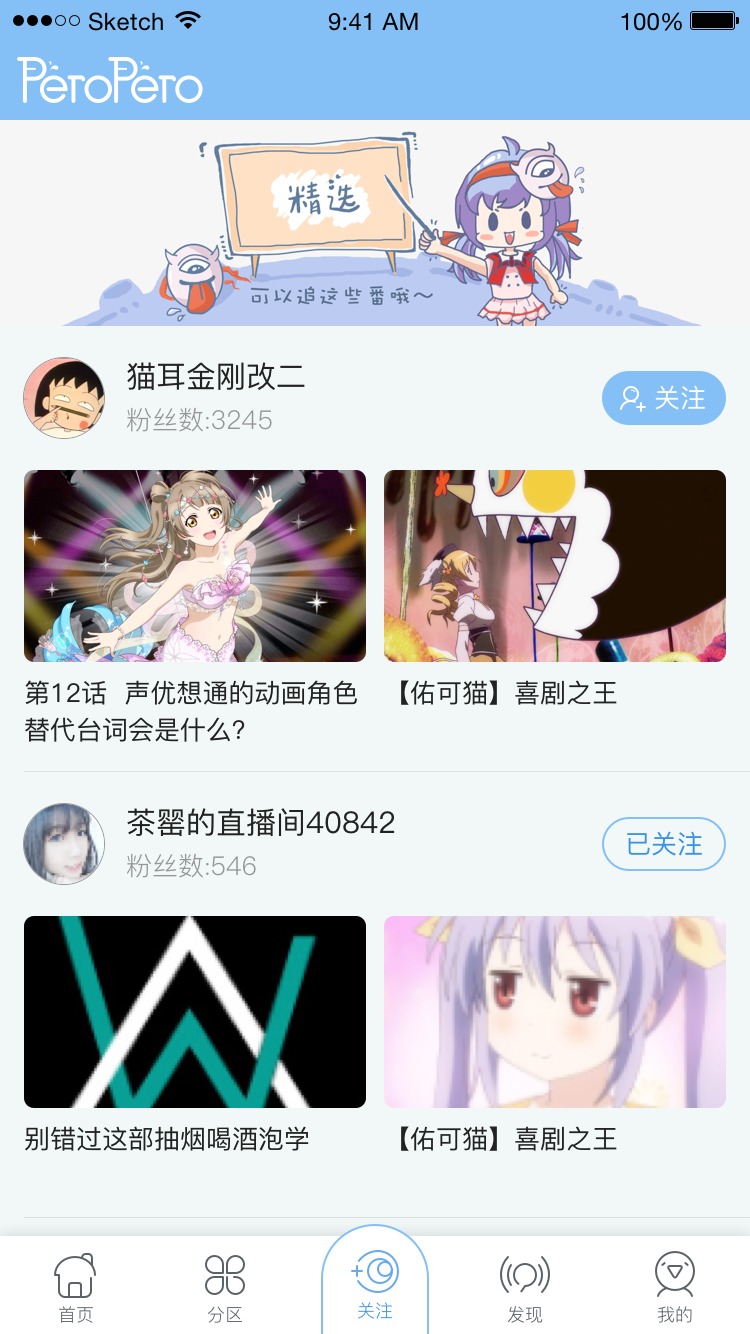 Sketch 9:41 AM 100%
PeroPero
精选
可以追这些番哦～
猫耳金刚改二
粉丝数:3245
关注
第12话 声优想通的动画角色
替代台词会是什么?
【佑可猫】喜剧之王
茶罂的直播间40842
粉丝数:546
已关注
别错过这部抽烟喝酒泡学
【佑可猫】喜剧之王
首页 分区 关注 发现 我的